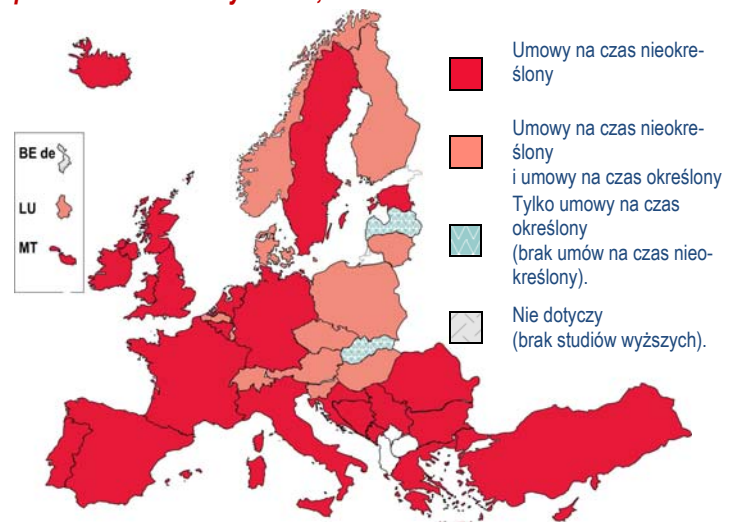 BE de
LU
MT
Umowy na czas nieokre-
ślony
Umowy na czas nieokre-
ślony
i umowy na czas określony
Tylko umowy na czas
określony
(brak umów na czas nieo-
kreślony).
Nie dotyczy
(brak studiów wyższych).